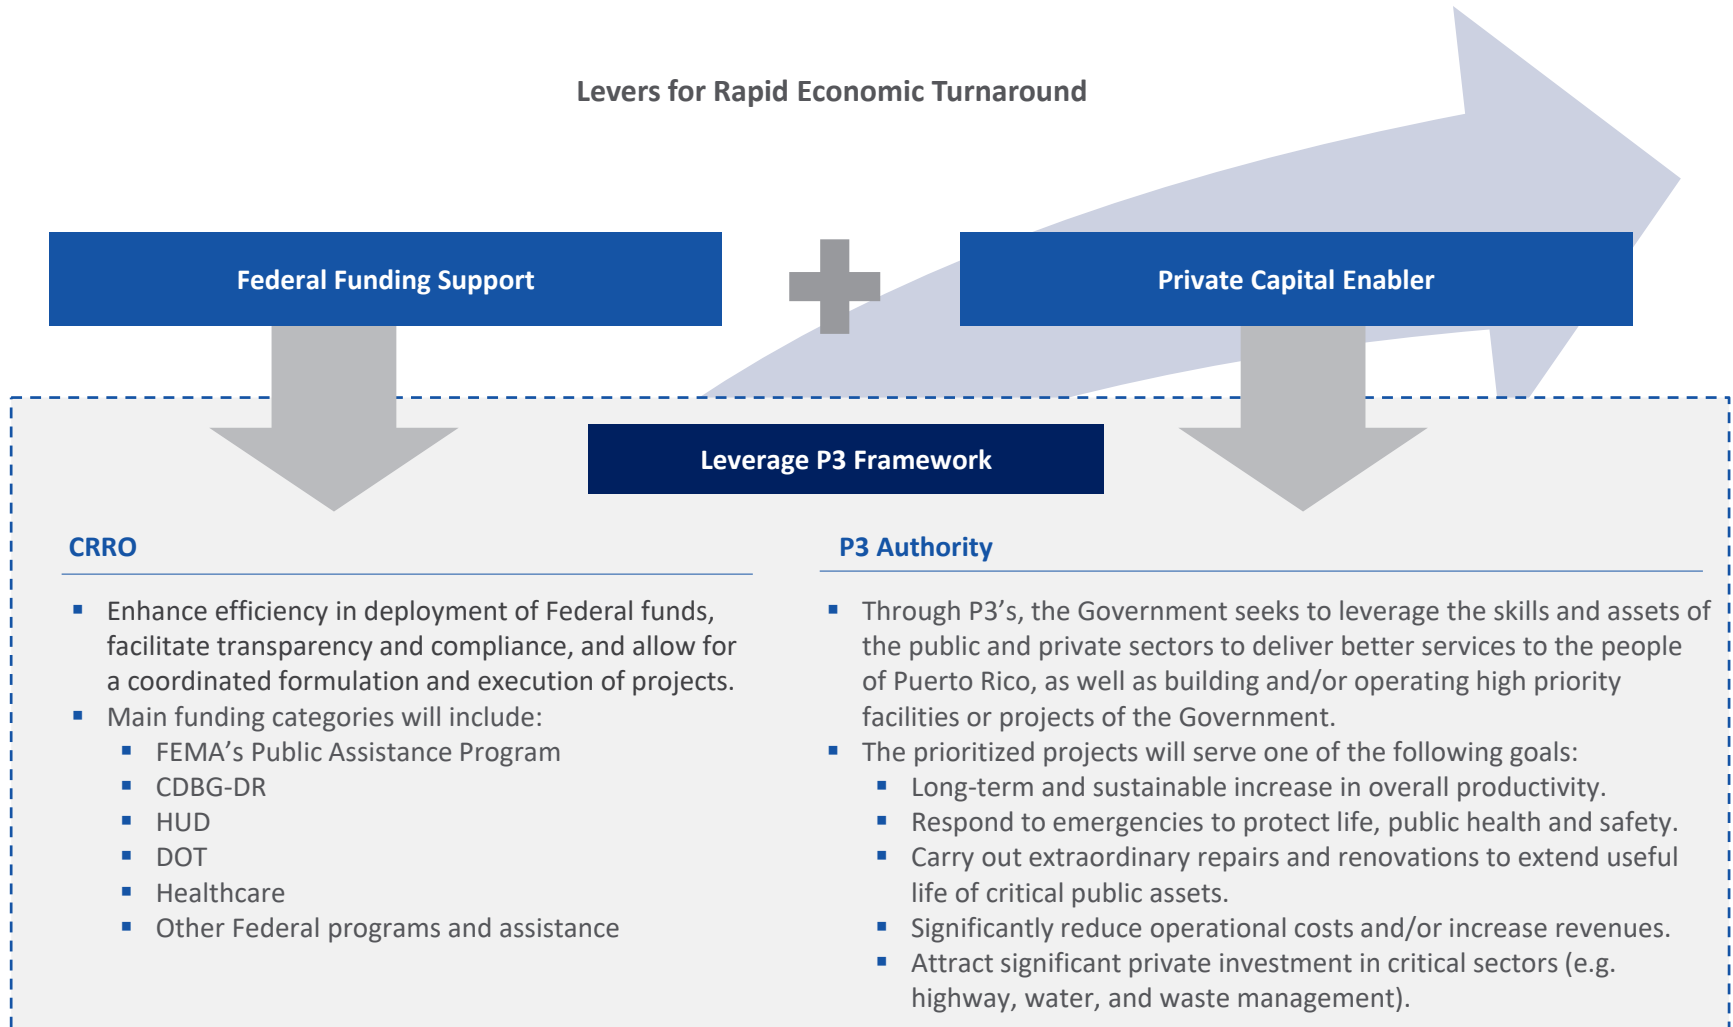 Levers for Rapid Economic Turnaround
Federal Funding Support
Private Capital Enabler
Leverage P3 Framework
CRRO
▪ Enhance efficiency in deployment of Federal funds,
facilitate transparency and compliance, and allow for
a coordinated formulation and execution of projects.
▪ Main funding categories will include:
▪ FEMA’s Public Assistance Program
▪ CDBG-DR
▪ HUD
▪ DOT
▪ Healthcare
▪ Other Federal programs and assistance
P3 Authority
▪ Through P3’s, the Government seeks to leverage the skills and assets of
the public and private sectors to deliver better services to the people
of Puerto Rico, as well as building and/or operating high priority
facilities or projects of the Government.
▪ The prioritized projects will serve one of the following goals:
▪ Long-term and sustainable increase in overall productivity.
▪ Respond to emergencies to protect life, public health and safety.
▪ Carry out extraordinary repairs and renovations to extend useful
life of critical public assets.
▪ Significantly reduce operational costs and/or increase revenues.
▪ Attract significant private investment in critical sectors (e.g.
highway, water, and waste management).